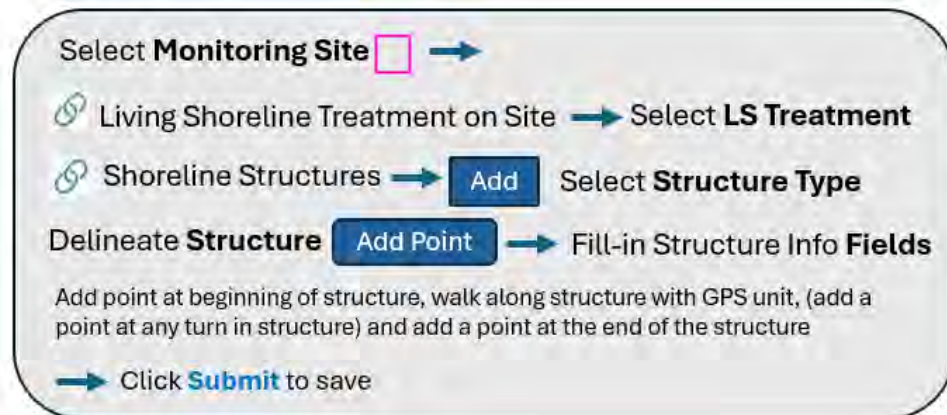 Select Monitoring Site
Living Shoreline Treatment on Site Select LS Treatment
Shoreline Structures Add Select Structure Type
Delineate Structure Add Point Fill-in Structure Info Fields
Add point at beginning of structure, walk along structure with GPS unit, (add a
point at any turn in structure) and add a point at the end of the structure
Click Submit to save